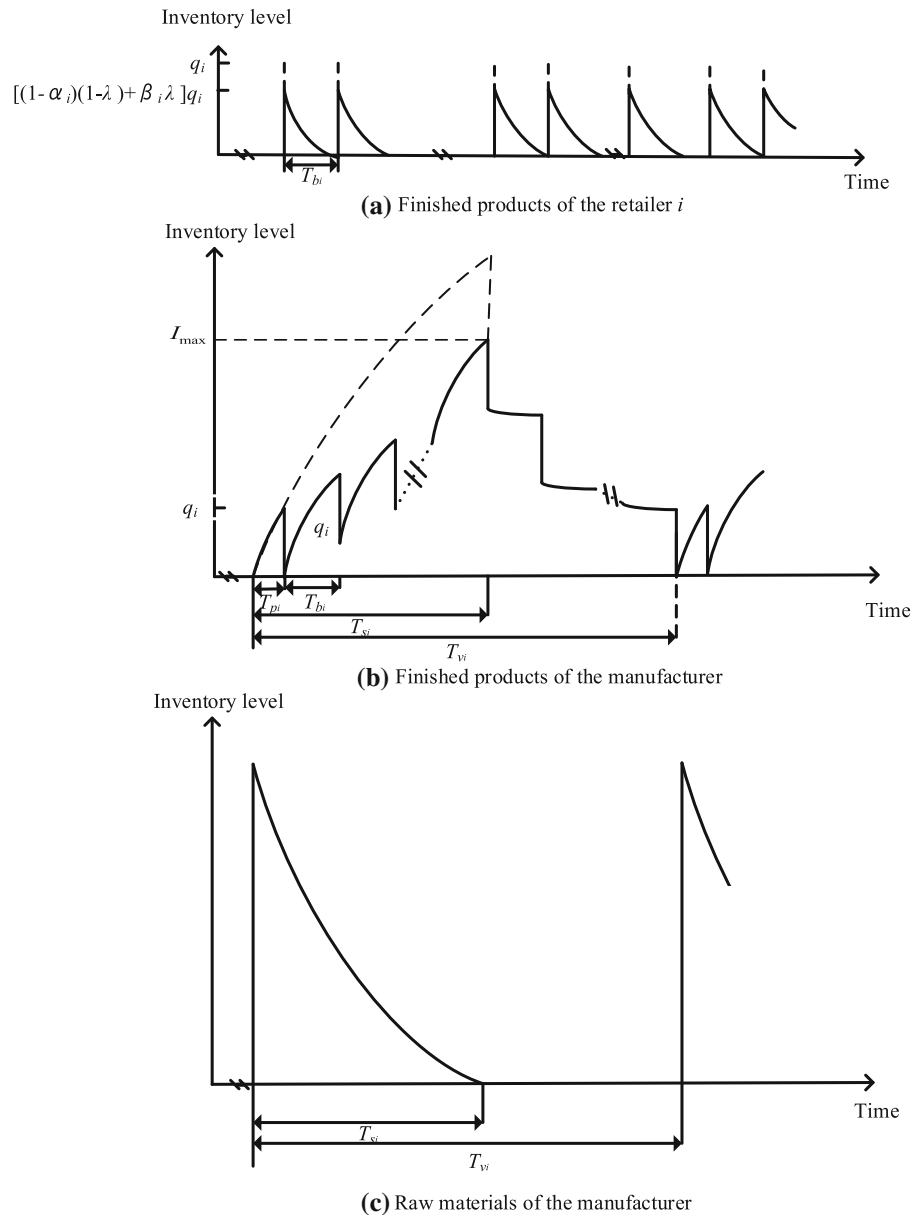 Inventory level
q_i
[(1-α_i)(1-λ)+β_iλ]q_i
T_bi
Time
(a) Finished products of the retailer i
Inventory level
I_max
q_i
q_i
T_pi
T_bi
Time
T_si
T_vi
(b) Finished products of the manufacturer
Inventory level
Time
T_si
T_vi
(c) Raw materials of the manufacturer